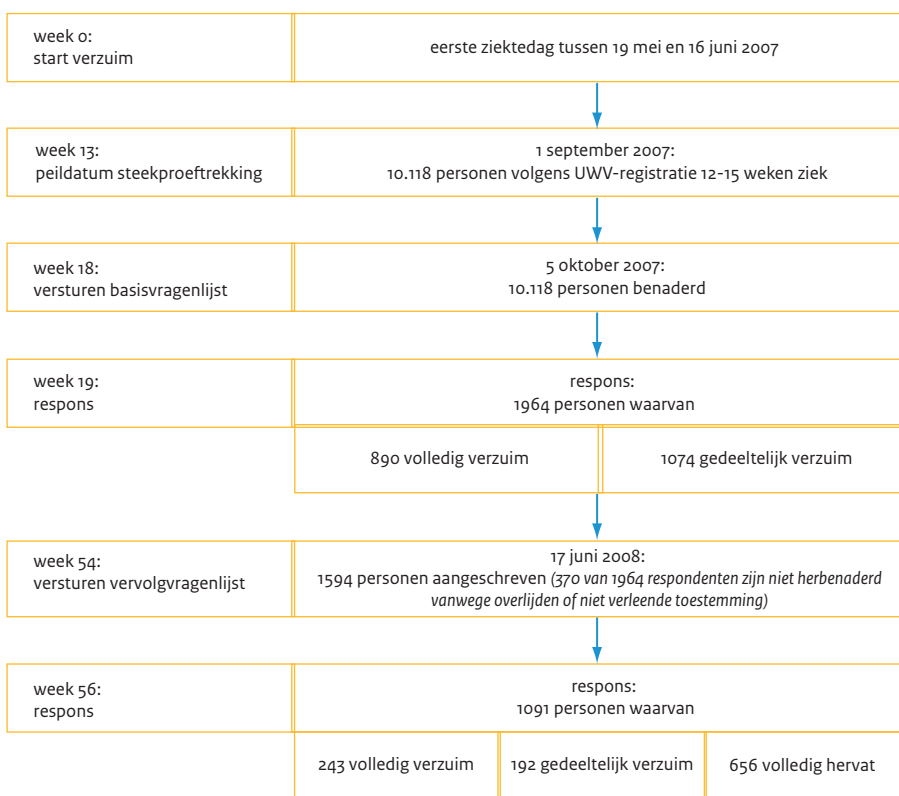 week 0:
start verzuim
eerste ziektedag tussen 19 mei en 16 juni 2007
week 13:
peildatum steekproeftrekking
1 september 2007:
10.118 personen volgens UWV-registratie 12-15 weken ziek
week 18:
versturen basisvragenlijst
5 oktober 2007:
10.118 personen benaderd
week 19:
respons
respons:
1964 personen waarvan
890 volledig verzuim
1074 gedeeltelijk verzuim
week 54:
versturen vervolgvragenlijst
17 juni 2008:
1594 personen aangeschreven (370 van 1964 respondenten zijn niet herbenaderd
vanwege overlijden of niet verleende toestemming)
week 56:
respons
respons:
1091 personen waarvan
243 volledig verzuim
192 gedeeltelijk verzuim
656 volledig hervat